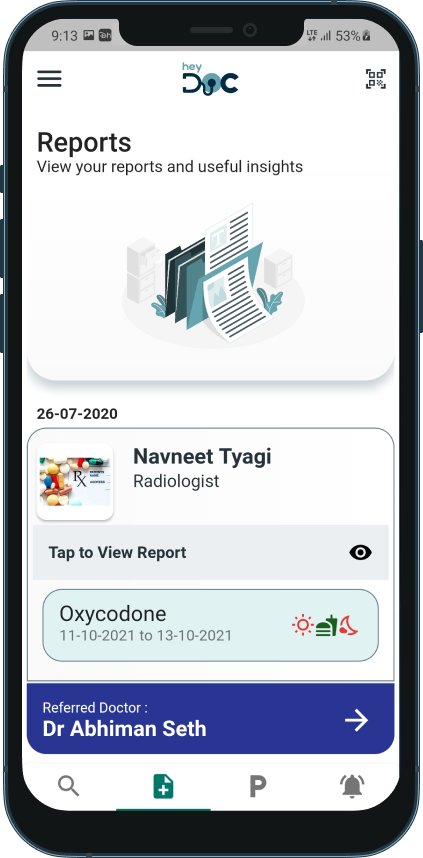 9:13
LTE
53%
hey
DOC
Reports
View your reports and useful insights
26-07-2020
Navneet Tyagi
Radiologist
Rx
Tap to View Report
Oxycodone
11-10-2021 to 13-10-2021
Referred Doctor :
Dr Abhiman Seth
P